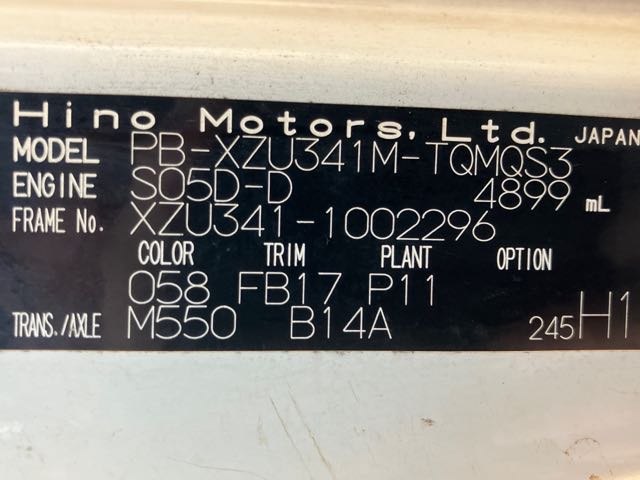 Hino Motors, Ltd. JAPAN
MODEL PB-XZU341M-TQMQS3
ENGINE S05D-D 4899 mL
FRAME No. XZU341-1002296
COLOR TRIM PLANT OPTION
058 FB17 P11
TRANS./AXLE M550 B14A 245H1